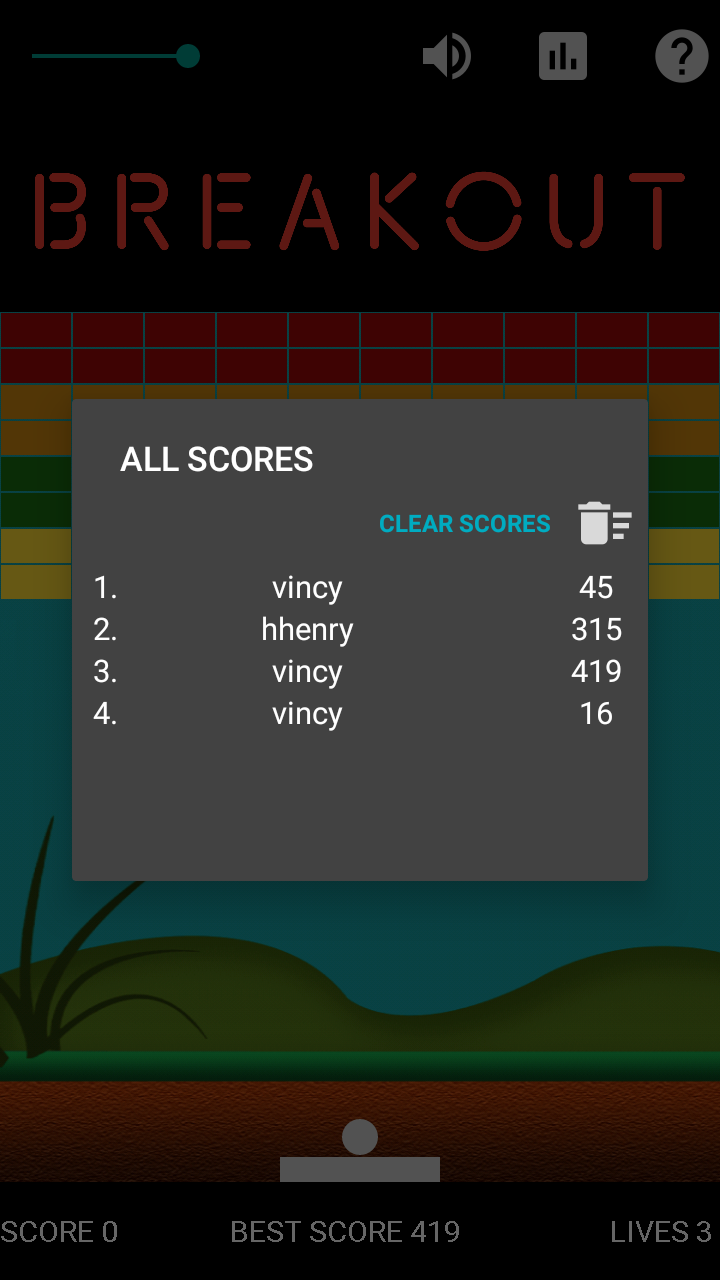 BREAKOUT
ALL SCORES
CLEAR SCORES
1. vincy 45
2. hhenry 315
3. vincy 419
4. vincy 16
SCORE 0 BEST SCORE 419 LIVES 3